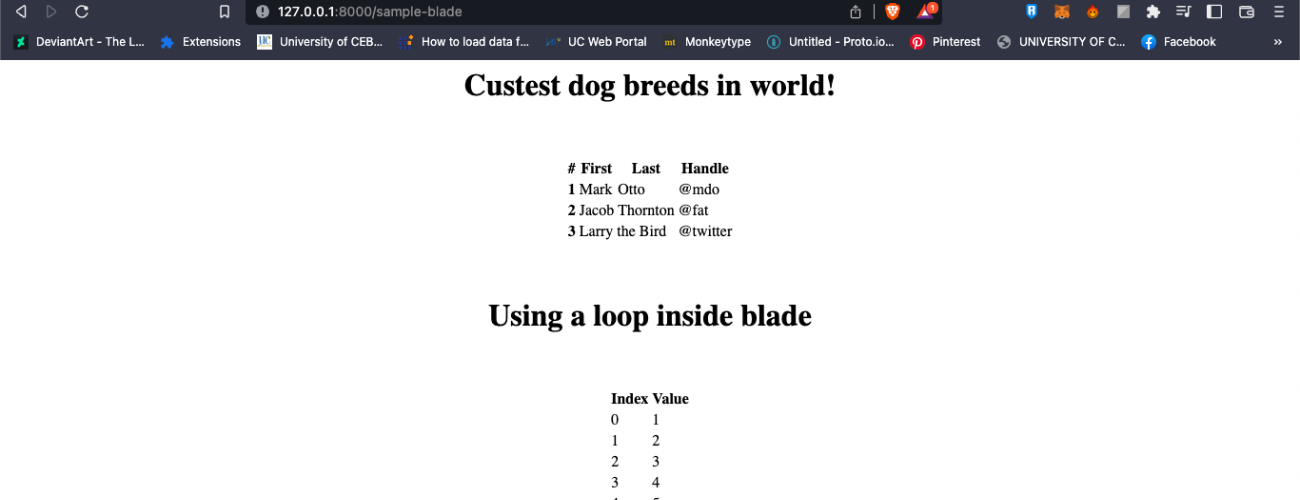 127.0.0.1:8000/sample-blade
1
DeviantArt - The L... Extensions UC University of CEB... How to load data f... UC Web Portal mt Monkeytype Untitled - Proto.io... Pinterest UNIVERSITY OF C... Facebook »
Custest dog breeds in world!
# First Last Handle
1 Mark Otto @mdo
2 Jacob Thornton @fat
3 Larry the Bird @twitter
Using a loop inside blade
Index Value
0 1
1 2
2 3
3 4